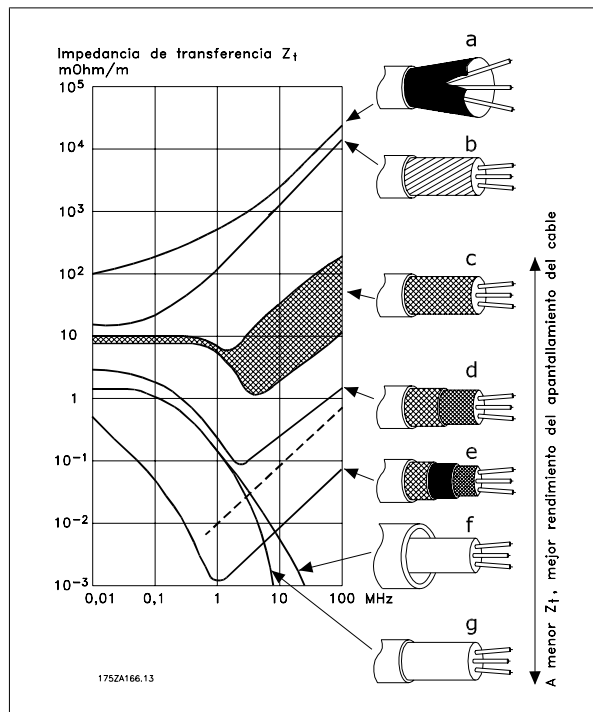 Impedancia de transferencia Zt
mOhm/m
10⁵
10⁴
10³
10²
10
1
10⁻¹
10⁻²
10⁻³
0,01 0,1 1 10 100 MHz
a
b
c
d
e
f
g
A menor Zt, mejor rendimiento del apantallamiento del cable
175ZA166.13